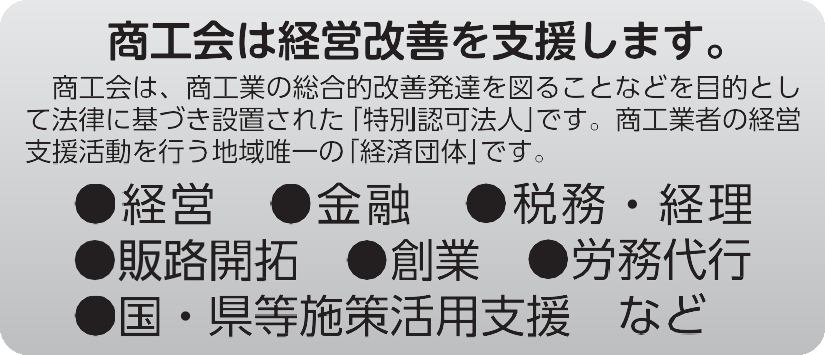 商工会は経営改善を支援します。
　商工会は、商工業の総合的改善発達を図ることなどを目的とし
て法律に基づき設置された「特別認可法人」です。商工業者の経営
支援活動を行う地域唯一の「経済団体」です。
●経営　●金融　●税務・経理
●販路開拓　●創業　●労務代行
●国・県等施策活用支援　など